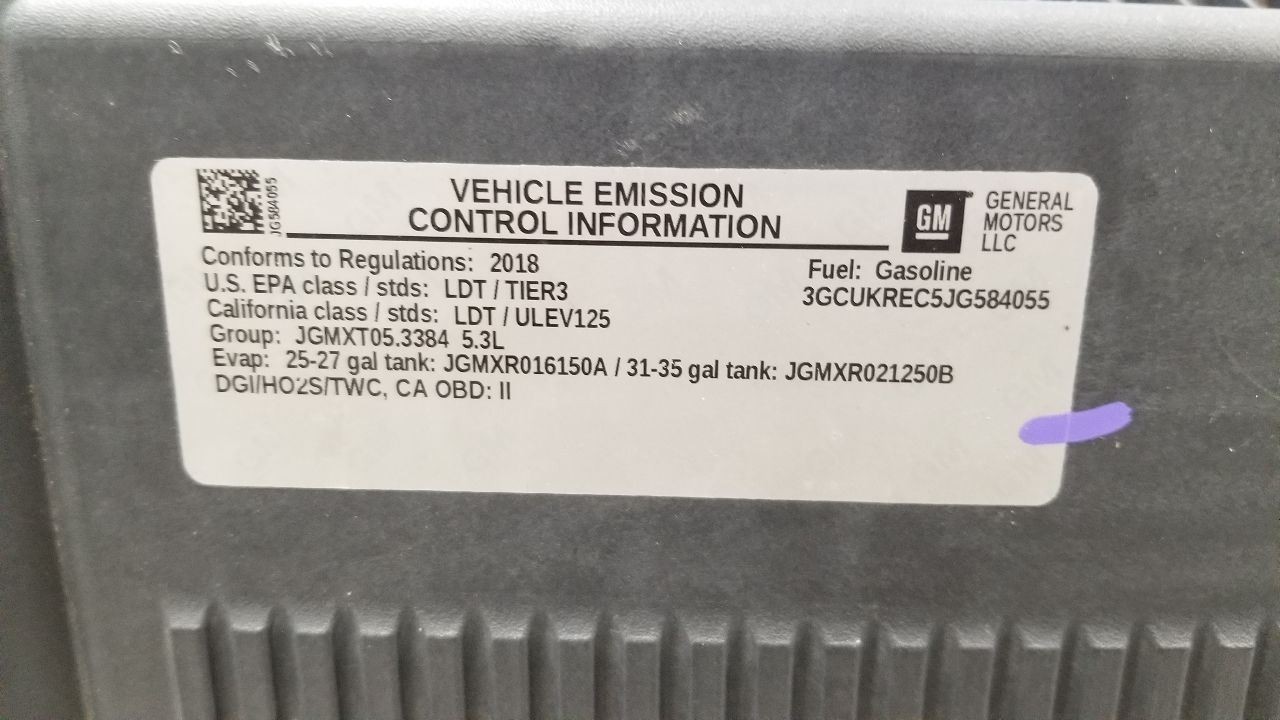 JG584055
VEHICLE EMISSION
CONTROL INFORMATION
GM
GENERAL
MOTORS
LLC
Conforms to Regulations: 2018
Fuel: Gasoline
U.S. EPA class / stds: LDT / TIER3
3GCUKREC5JG584055
California class / stds: LDT / ULEV125
Group: JGMXT05.3384 5.3L
Evap: 25-27 gal tank: JGMXR016150A / 31-35 gal tank: JGMXR021250B
DGI/HO2S/TWC, CA OBD: II